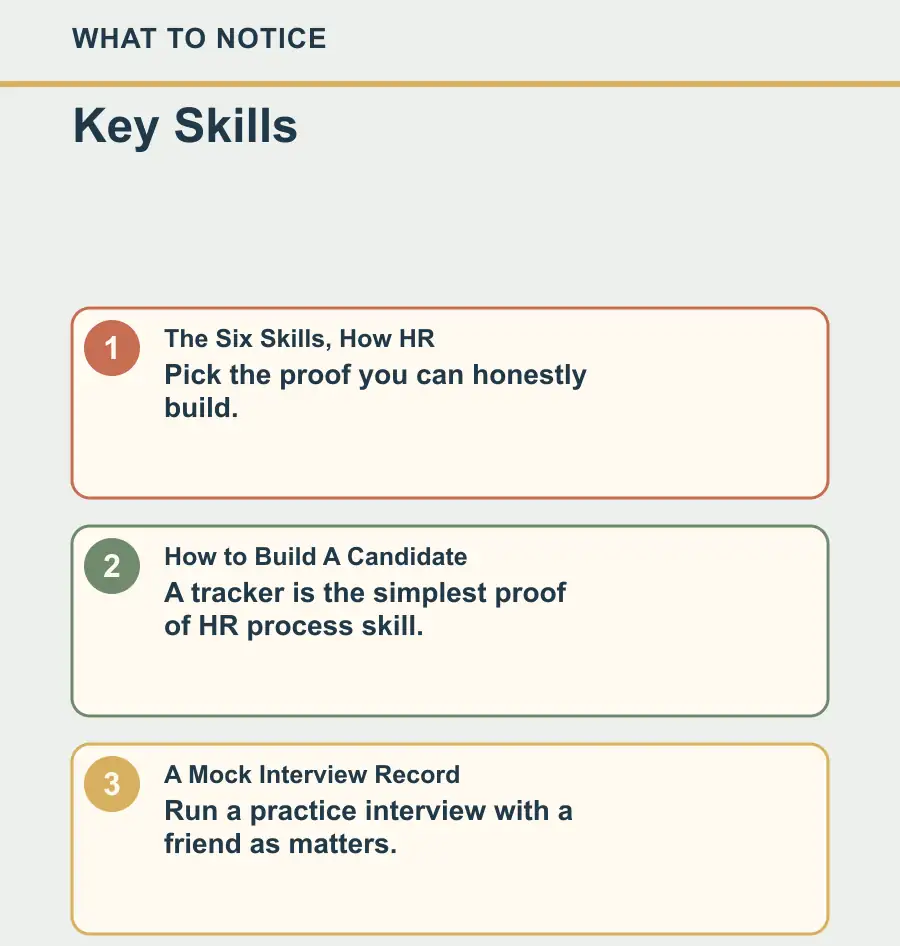 WHAT TO NOTICE
Key Skills
1
The Six Skills, How HR
Pick the proof you can honestly
build.
2
How to Build A Candidate
A tracker is the simplest proof
of HR process skill.
3
A Mock Interview Record
Run a practice interview with a
friend as matters.